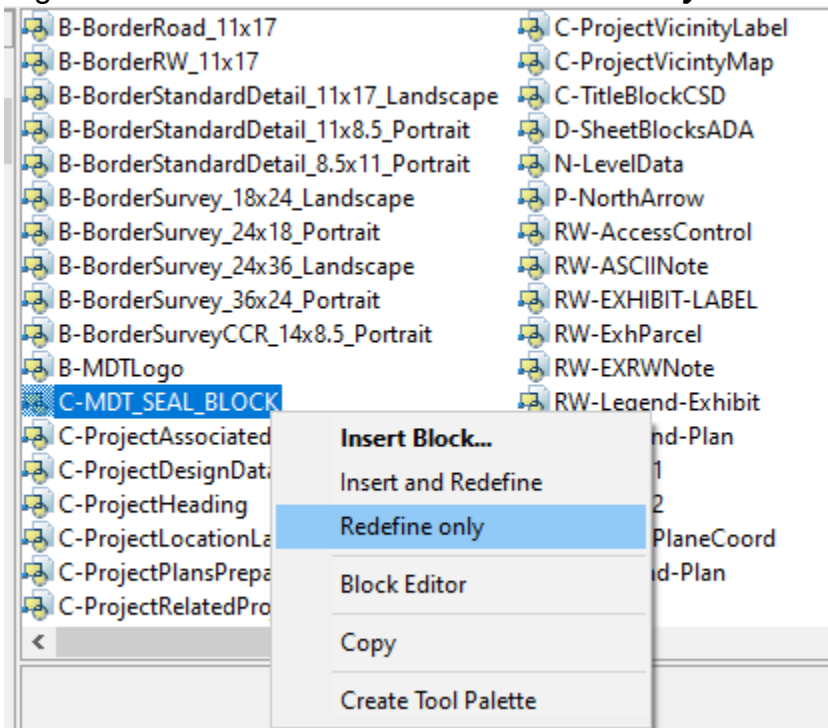 B-BorderRoad_11x17
B-BorderRW_11x17
B-BorderStandardDetail_11x17_Landscape
B-BorderStandardDetail_11x8.5_Portrait
B-BorderStandardDetail_8.5x11_Portrait
B-BorderSurvey_18x24_Landscape
B-BorderSurvey_24x18_Portrait
B-BorderSurvey_24x36_Landscape
B-BorderSurvey_36x24_Portrait
B-BorderSurveyCCR_14x8.5_Portrait
B-MDTLogo
C-MDT_SEAL_BLOCK
C-ProjectAssociated
C-ProjectDesignData
C-ProjectHeading
C-ProjectLocationLa
C-ProjectPlansPrepa
C-ProjectRelatedPro
C-ProjectVicinityLabel
C-ProjectVicintyMap
C-TitleBlockCSD
D-SheetBlocksADA
N-LevelData
P-NorthArrow
RW-AccessControl
RW-ASCIINote
RW-EXHIBIT-LABEL
RW-ExhParcel
RW-EXRWNote
RW-Legend-Exhibit
nd-Plan
1
2
PlaneCoord
d-Plan
Insert Block...
Insert and Redefine
Redefine only
Block Editor
Copy
Create Tool Palette